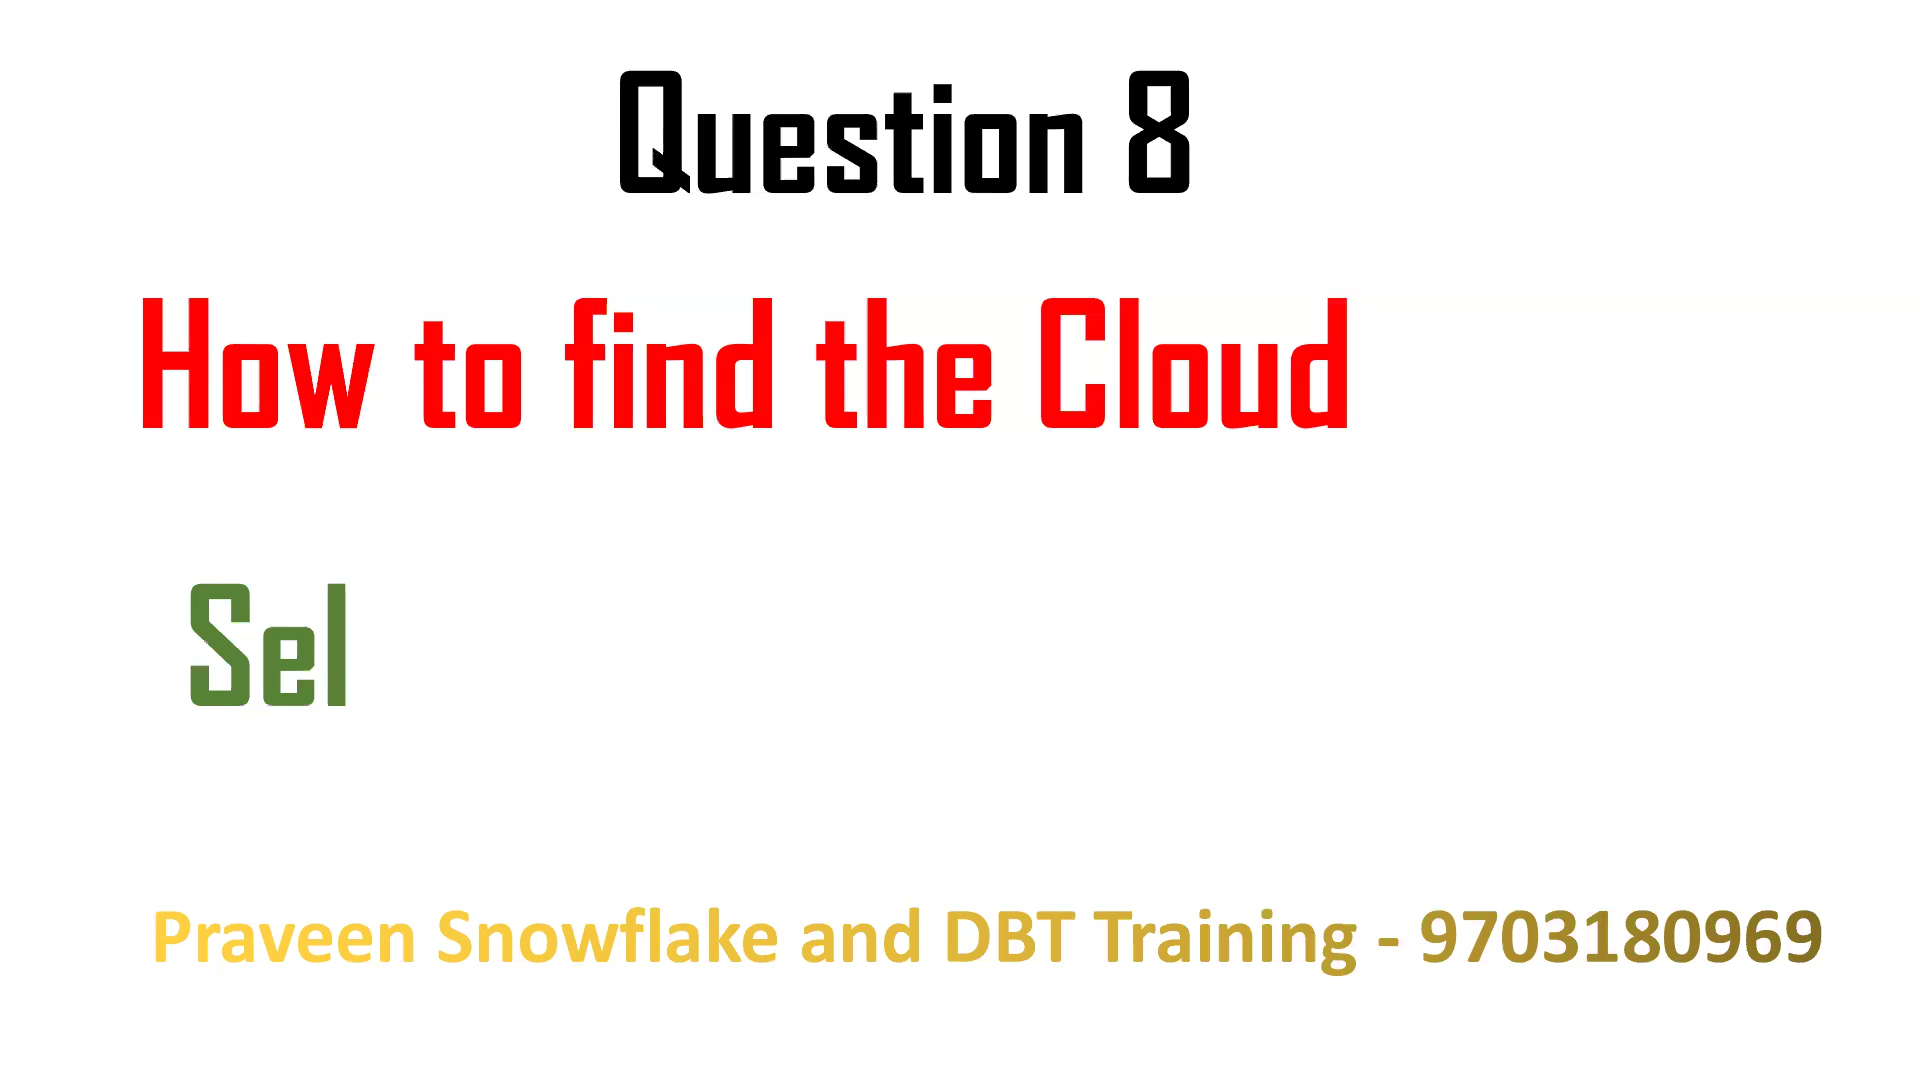 Question 8
How to find the Cloud
Sel
Praveen Snowflake and DBT Training - 9703180969